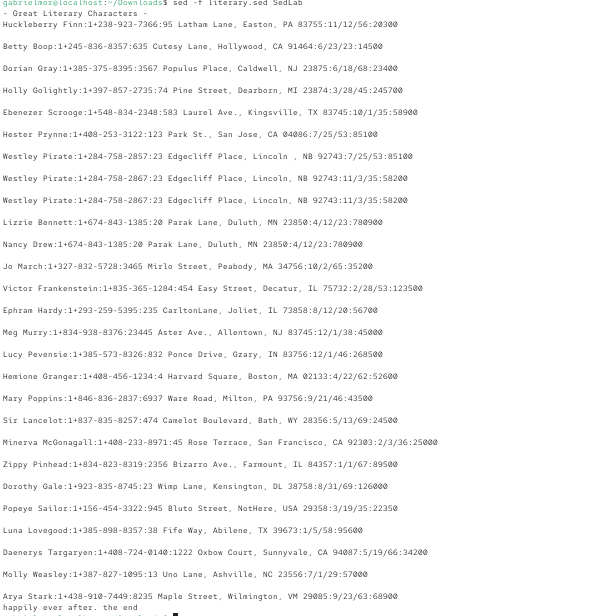 gabrielmor@localhost:~/Downloads$ sed -f literary.sed SedLab
- Great Literary Characters -
Huckleberry Finn:1+238-923-7366:95 Latham Lane, Easton, PA 83755:11/12/56:20300
Betty Boop:1+245-836-8357:635 Cutesy Lane, Hollywood, CA 91464:6/23/23:14500
Dorian Gray:1+385-375-8395:3567 Populus Place, Caldwell, NJ 23875:6/18/68:23400
Holly Golightly:1+397-857-2735:74 Pine Street, Dearborn, MI 23874:3/28/45:245700
Ebenezer Scrooge:1+548-834-2348:583 Laurel Ave., Kingsville, TX 83745:10/1/35:58900
Hester Prynne:1+408-253-3122:123 Park St., San Jose, CA 04086:7/25/53:85100
Westley Pirate:1+284-758-2857:23 Edgecliff Place, Lincoln , NB 92743:7/25/53:85100
Westley Pirate:1+284-758-2867:23 Edgecliff Place, Lincoln, NB 92743:11/3/35:58200
Westley Pirate:1+284-758-2867:23 Edgecliff Place, Lincoln, NB 92743:11/3/35:58200
Lizzie Bennett:1+674-843-1385:20 Parak Lane, Duluth, MN 23850:4/12/23:780900
Nancy Drew:1+674-843-1385:20 Parak Lane, Duluth, MN 23850:4/12/23:780900
Jo March:1+327-832-5728:3465 Mirlo Street, Peabody, MA 34756:10/2/65:35200
Victor Frankenstein:1+835-365-1284:454 Easy Street, Decatur, IL 75732:2/28/53:123500
Ephram Hardy:1+293-259-5395:235 CarltonLane, Joliet, IL 73858:8/12/20:56700
Meg Murry:1+834-938-8376:23445 Aster Ave., Allentown, NJ 83745:12/1/38:45000
Lucy Pevensie:1+385-573-8326:832 Ponce Drive, Gzary, IN 83756:12/1/46:268500
Hemione Granger:1+408-456-1234:4 Harvard Square, Boston, MA 02133:4/22/62:52600
Mary Poppins:1+846-836-2837:6937 Ware Road, Milton, PA 93756:9/21/46:43500
Sir Lancelot:1+837-835-8257:474 Camelot Boulevard, Bath, WY 28356:5/13/69:24500
Minerva McGonagall:1+408-233-8971:45 Rose Terrace, San Francisco, CA 92303:2/3/36:25000
Zippy Pinhead:1+834-823-8319:2356 Bizarro Ave., Farmount, IL 84357:1/1/67:89500
Dorothy Gale:1+923-835-8745:23 Wimp Lane, Kensington, DL 38758:8/31/69:126000
Popeye Sailor:1+156-454-3322:945 Bluto Street, NotHere, USA 29358:3/19/35:22350
Luna Lovegood:1+385-898-8357:38 Fife Way, Abilene, TX 39673:1/5/58:95600
Daenerys Targaryen:1+408-724-0140:1222 Oxbow Court, Sunnyvale, CA 94087:5/19/66:34200
Molly Weasley:1+387-827-1095:13 Uno Lane, Ashville, NC 23556:7/1/29:57000
Arya Stark:1+438-910-7449:8235 Maple Street, Wilmington, VM 29085:9/23/63:68900
happily ever after. the end